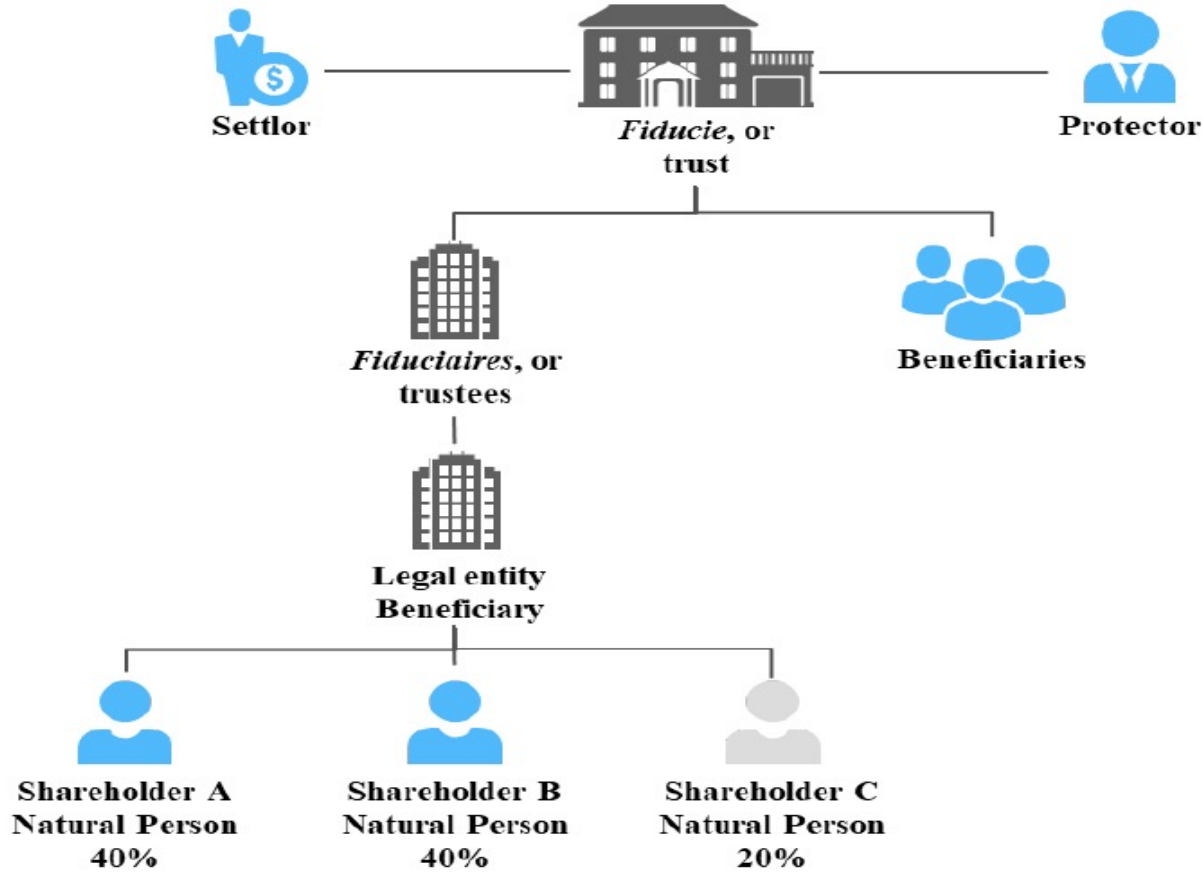 $
Settlor
Fiducie, or
trust
Protector
Fiduciaires, or
trustees
Beneficiaries
Legal entity
Beneficiary
Shareholder A
Natural Person
40%
Shareholder B
Natural Person
40%
Shareholder C
Natural Person
20%